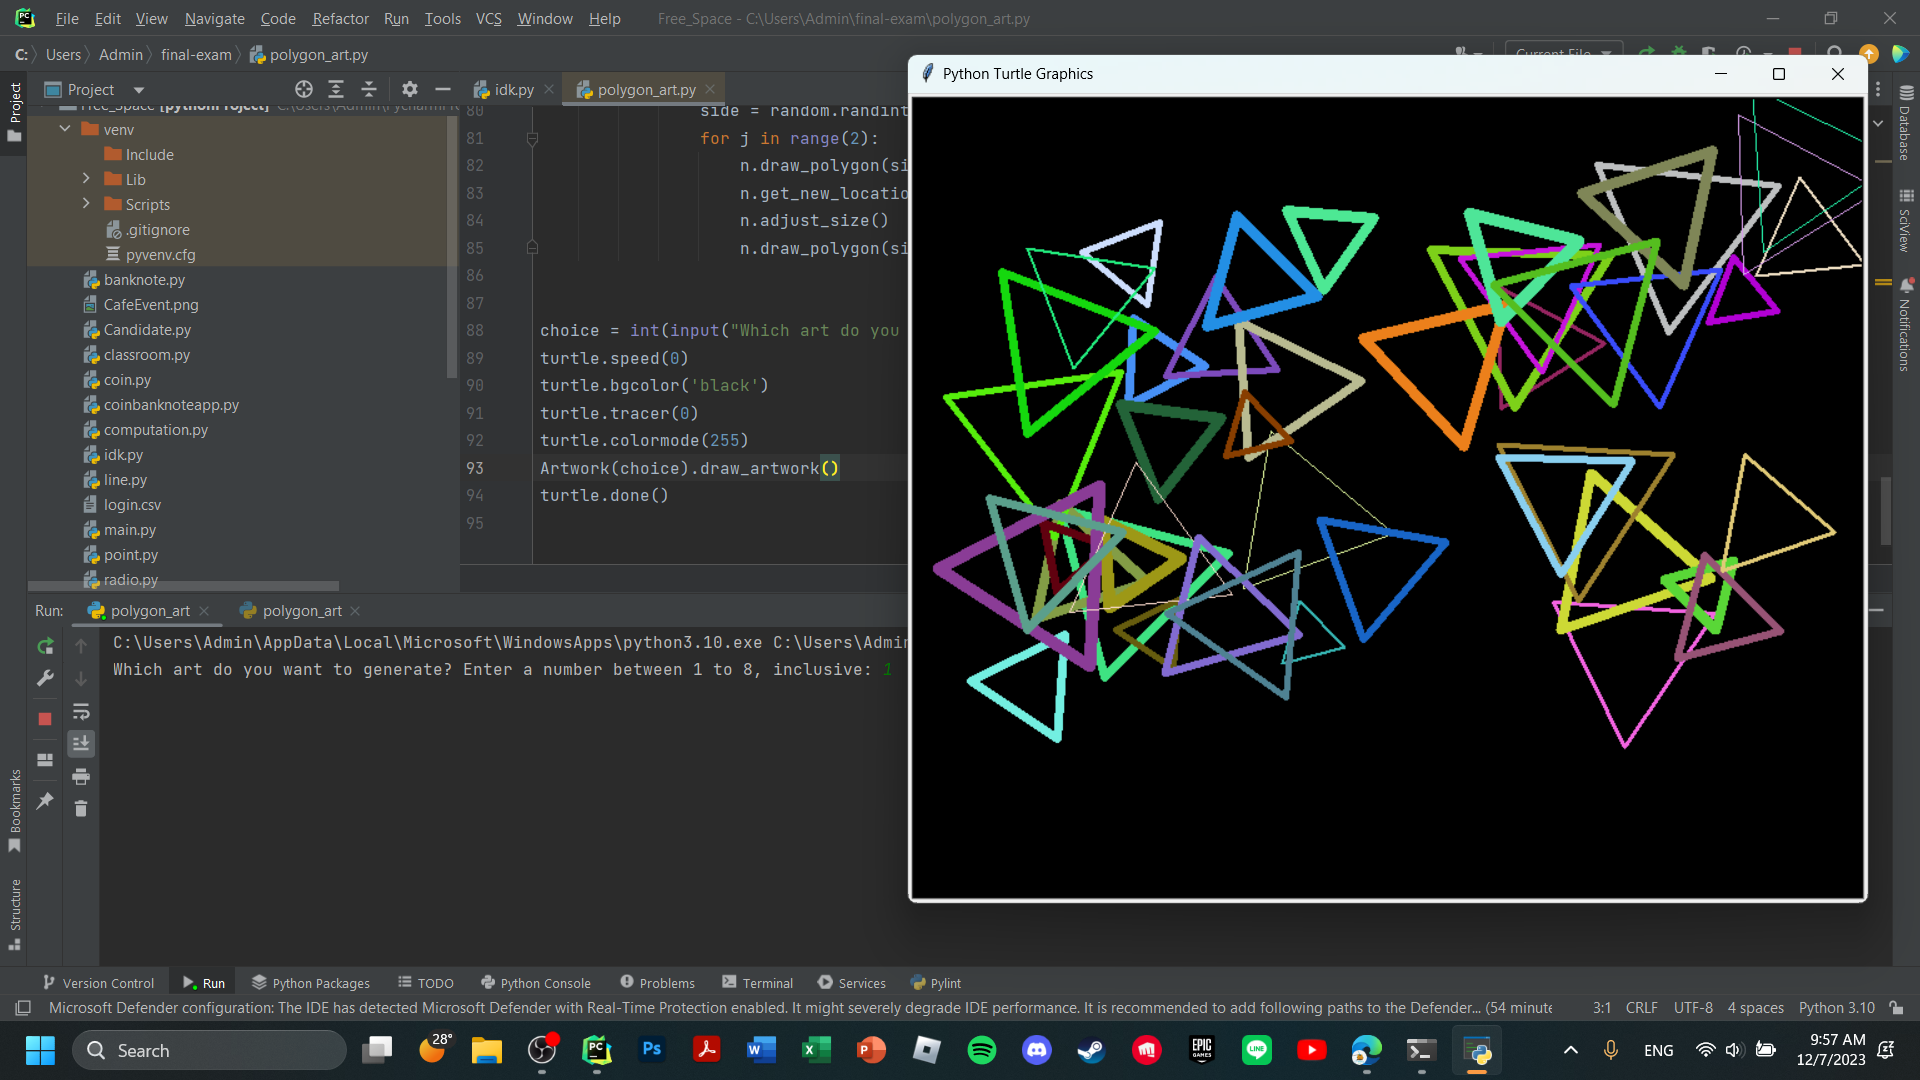 File Edit View Navigate Code Refactor Run Tools VCS Window Help Free_Space - C:\Users\Admin\final-exam\polygon_art.py
C: Users Admin final-exam polygon_art.py
Current File
Project
Project
idk.py
polygon_art.py
Python Turtle Graphics
venv
Include
Lib
Scripts
.gitignore
pyvenv.cfg
banknote.py
CafeEvent.png
Candidate.py
classroom.py
coin.py
coinbanknoteapp.py
computation.py
idk.py
line.py
login.csv
main.py
point.py
radio.py
80 side = random.randint
81 for j in range(2):
82 n.draw_polygon(si
83 n.get_new_locatio
84 n.adjust_size()
85 n.draw_polygon(si
86
87
88 choice = int(input("Which art do you
89 turtle.speed(0)
90 turtle.bgcolor('black')
91 turtle.tracer(0)
92 turtle.colormode(255)
93 Artwork(choice).draw_artwork()
94 turtle.done()
95
Database
SciView
Notifications
Run: polygon_art polygon_art
C:\Users\Admin\AppData\Local\Microsoft\WindowsApps\python3.10.exe C:\Users\Admin
Which art do you want to generate? Enter a number between 1 to 8, inclusive: 1
Bookmarks
Structure
Version Control Run Python Packages TODO Python Console Problems Terminal Services Pylint
Microsoft Defender configuration: The IDE has detected Microsoft Defender with Real-Time Protection enabled. It might severely degrade IDE performance. It is recommended to add following paths to the Defender... (54 minute 3:1 CRLF UTF-8 4 spaces Python 3.10
Search
28°
ENG
9:57 AM
12/7/2023